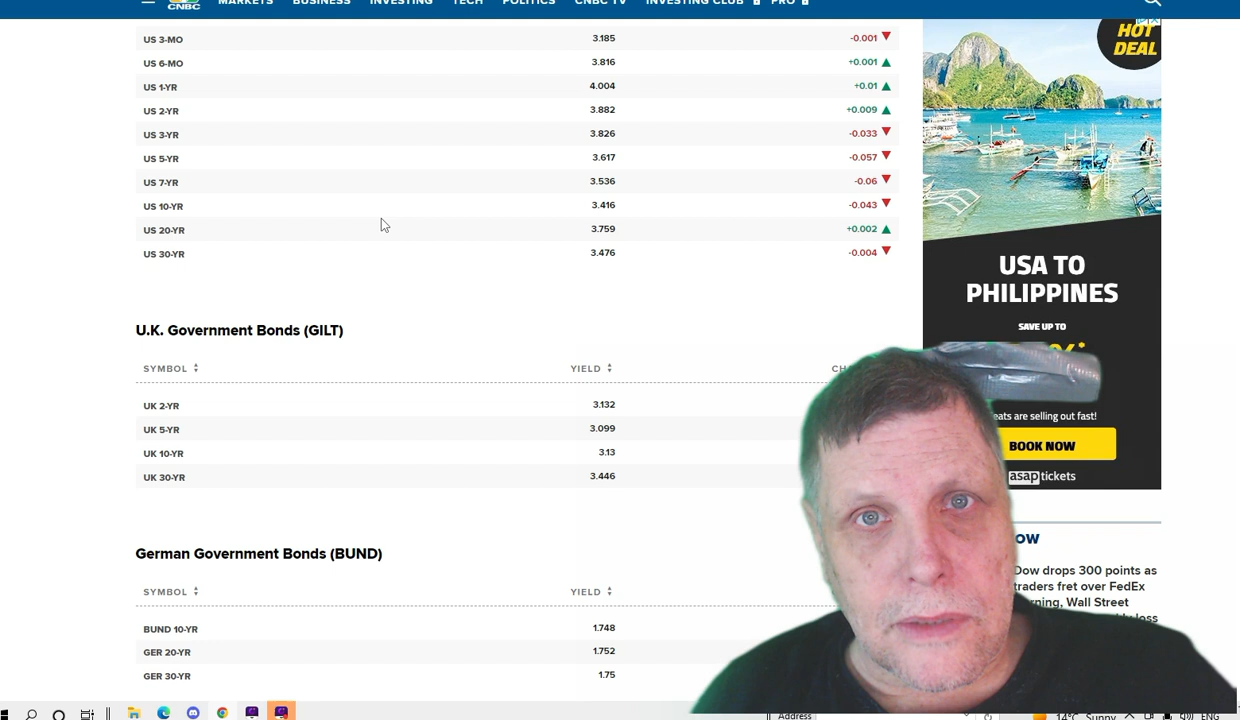 CNBC MARKETS BUSINESS INVESTING TECH POLITICS CNBC TV INVESTING CLUB PRO
US 3-MO 3.185 -0.001
US 6-MO 3.816 +0.001
US 1-YR 4.004 +0.01
US 2-YR 3.882 +0.009
US 3-YR 3.826 -0.033
US 5-YR 3.617 -0.057
US 7-YR 3.536 -0.06
US 10-YR 3.416 -0.043
US 20-YR 3.759 +0.002
US 30-YR 3.476 -0.004
U.K. Government Bonds (GILT)
SYMBOL YIELD CH
UK 2-YR 3.132
UK 5-YR 3.099
UK 10-YR 3.13
UK 30-YR 3.446
German Government Bonds (BUND)
SYMBOL YIELD
BUND 10-YR 1.748
GER 20-YR 1.752
GER 30-YR 1.75
HOT
DEAL
USA TO
PHILIPPINES
SAVE UP TO
eats are selling out fast!
BOOK NOW
asaptickets
OW
Dow drops 300 points as
traders fret over FedEx
rning, Wall Street
Address 14°C Sunny ENG